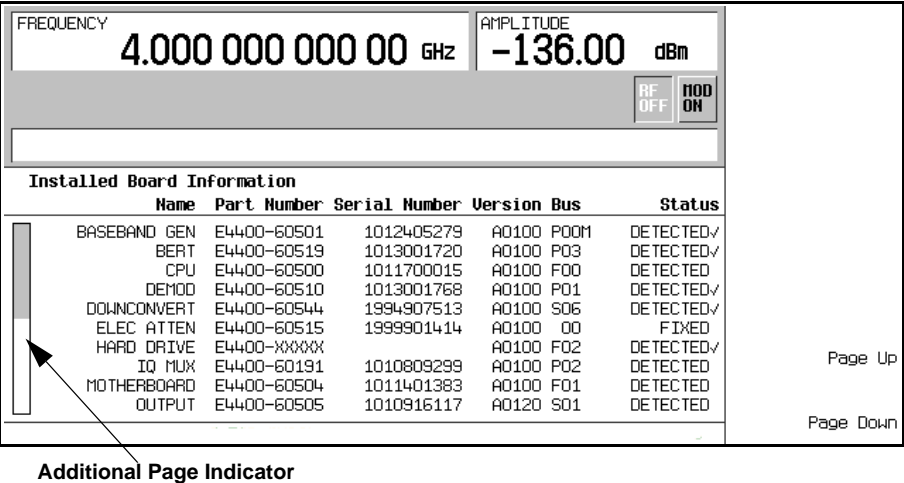 FREQUENCY AMPLITUDE
4.000 000 000 00 GHz -136.00 dBm
RF OFF MOD ON
Installed Board Information
Name Part Number Serial Number Version Bus Status
BASEBAND GEN E4400-60501 1012405279 A0100 P00M DETECTED√
BERT E4400-60519 1013001720 A0100 P03 DETECTED√
CPU E4400-60500 1011700015 A0100 F00 DETECTED
DEMOD E4400-60510 1013001768 A0100 P01 DETECTED√
DOWNCONVERT E4400-60544 1994907513 A0100 S06 DETECTED√
ELEC ATTEN E4400-60515 1999901414 A0100 00 FIXED
HARD DRIVE E4400-XXXXX A0100 F02 DETECTED√
IQ MUX E4400-60191 1010809299 A0100 P02 DETECTED
MOTHERBOARD E4400-60504 1011401383 A0100 F01 DETECTED
OUTPUT E4400-60505 1010916117 A0120 S01 DETECTED
Page Up
Page Down
Additional Page Indicator